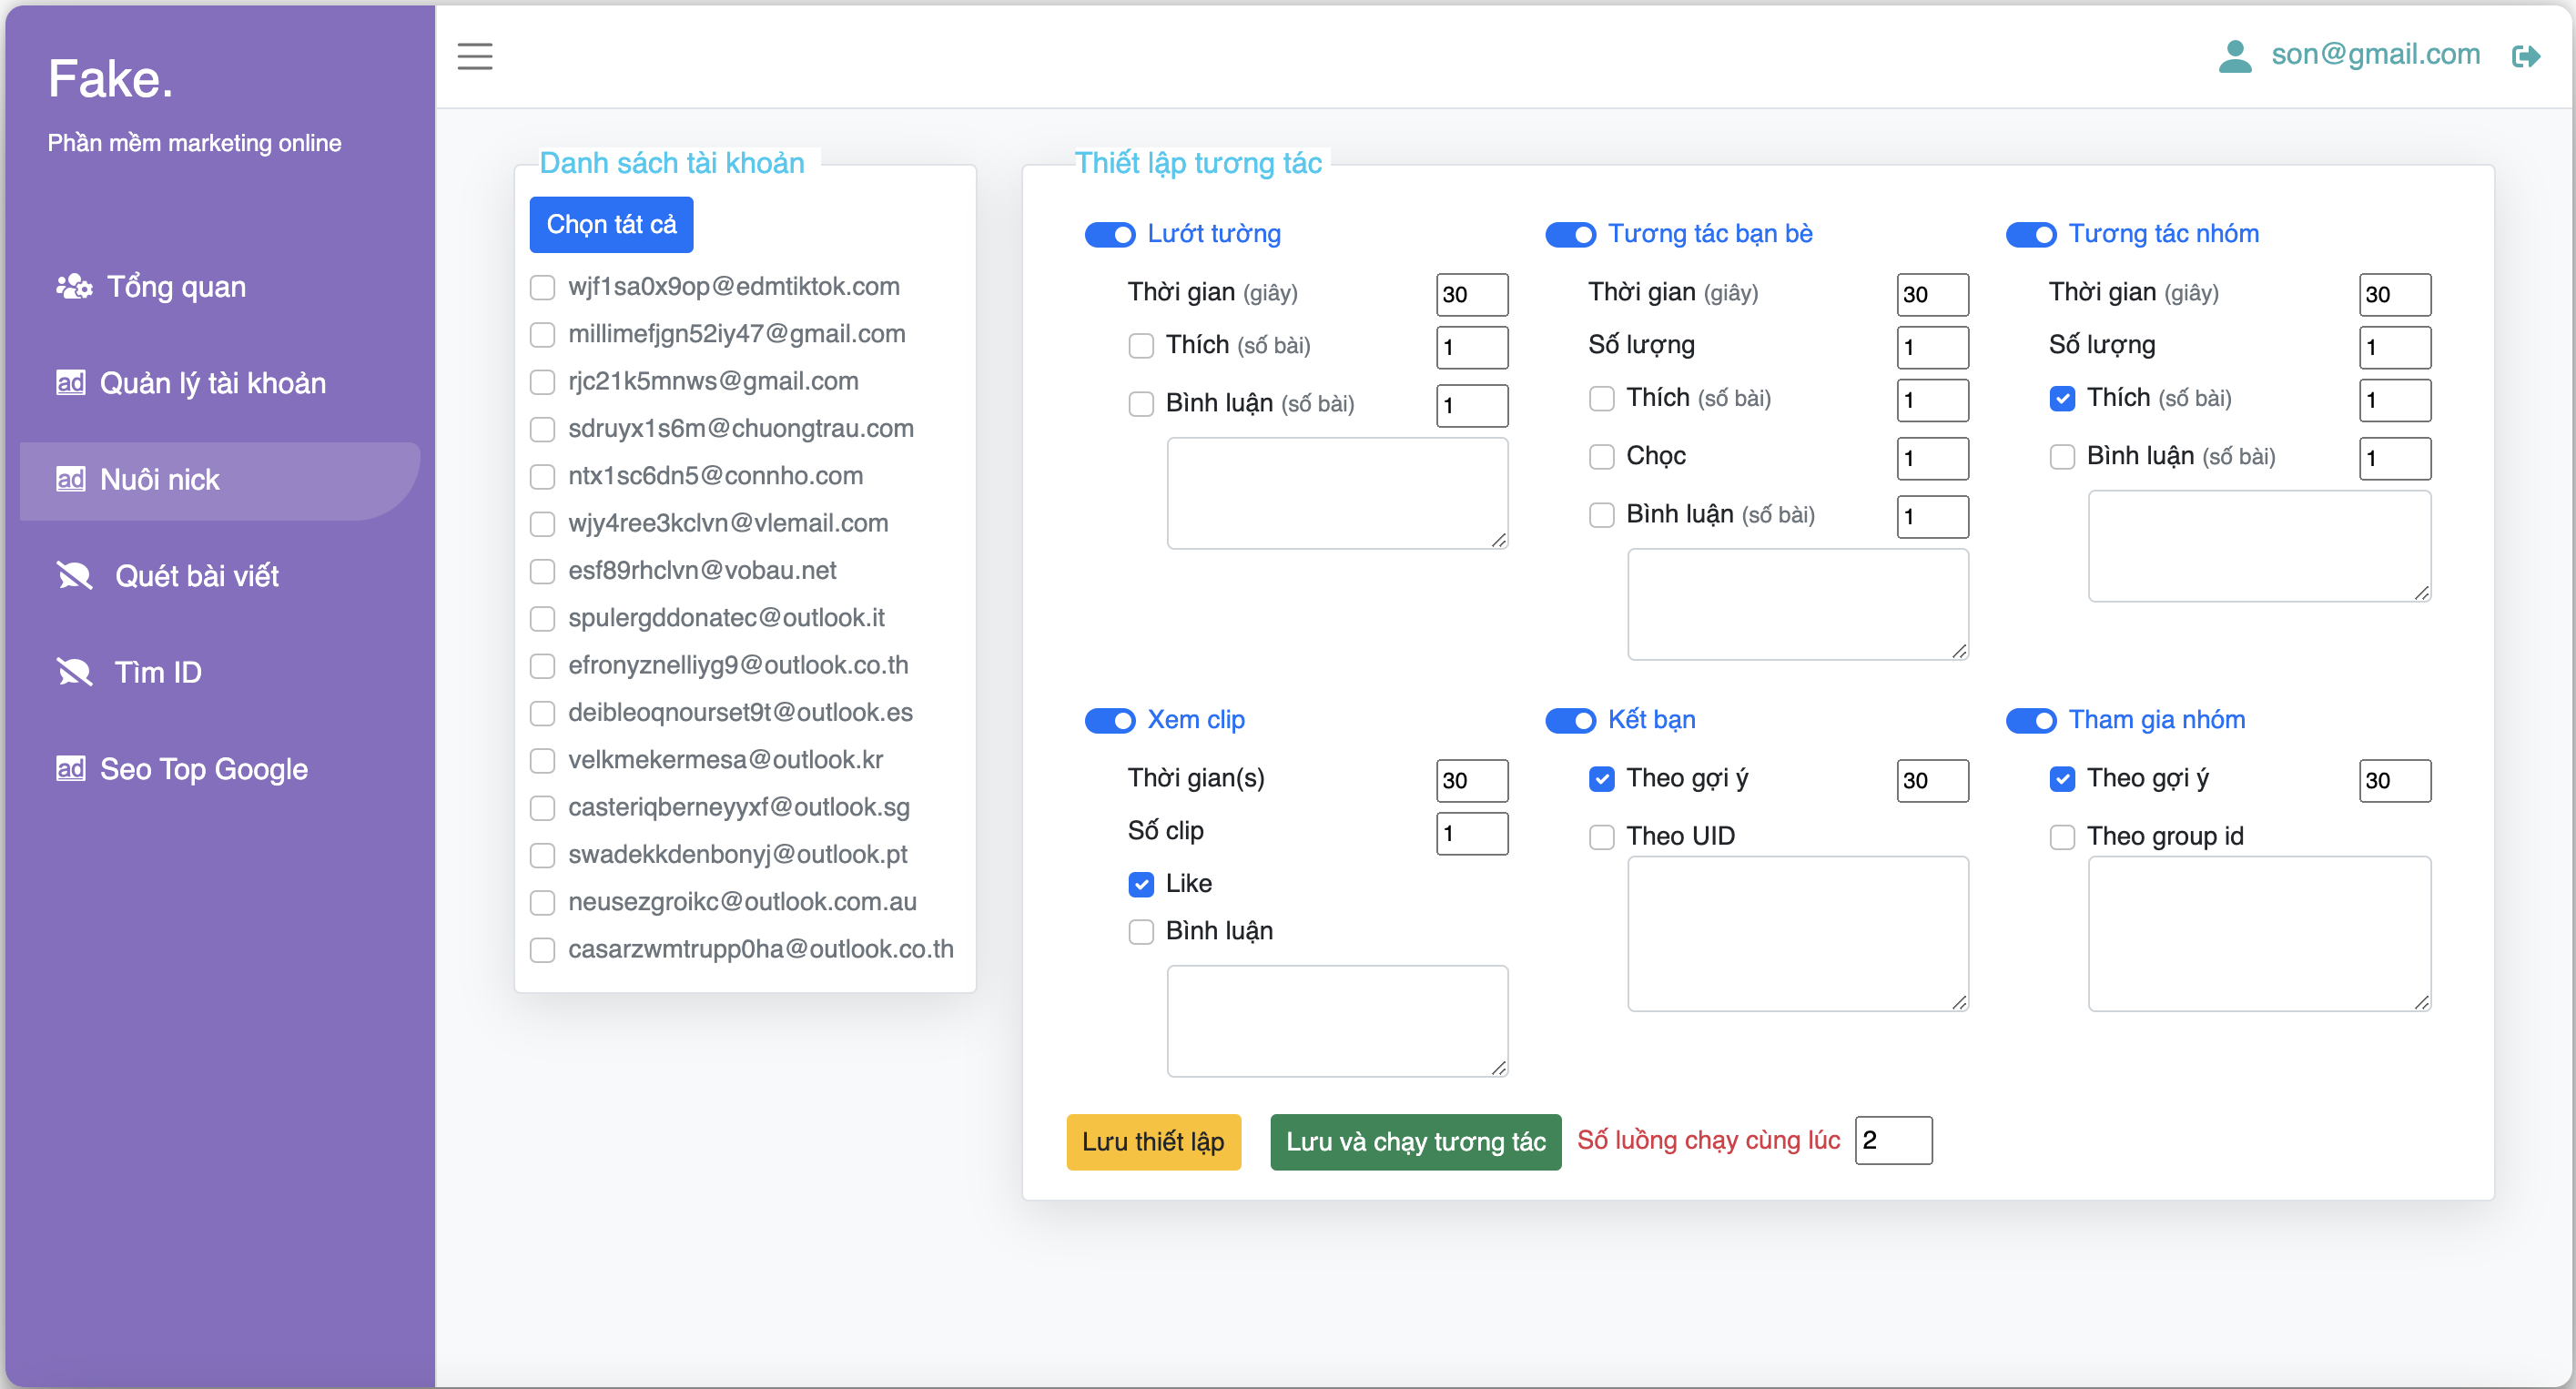 Fake.
Phần mềm marketing online
Tổng quan
ad Quản lý tài khoản
ad Nuôi nick
Quét bài viết
Tìm ID
ad Seo Top Google
son@gmail.com
Danh sách tài khoản
Chọn tát cả
wjf1sa0x9op@edmtiktok.com
millimefjgn52iy47@gmail.com
rjc21k5mnws@gmail.com
sdruyx1s6m@chuongtrau.com
ntx1sc6dn5@connho.com
wjy4ree3kclvn@vlemail.com
esf89rhclvn@vobau.net
spulergddonatec@outlook.it
efronyznelliyg9@outlook.co.th
deibleoqnourset9t@outlook.es
velkmekermesa@outlook.kr
casteriqberneyyxf@outlook.sg
swadekkdenbonyj@outlook.pt
neusezgroikc@outlook.com.au
casarzwmtrupp0ha@outlook.co.th
Thiết lập tương tác
Lướt tường
Thời gian (giây) 30
Thích (số bài) 1
Bình luận (số bài) 1
Tương tác bạn bè
Thời gian (giây) 30
Số lượng 1
Thích (số bài) 1
Chọc 1
Bình luận (số bài) 1
Tương tác nhóm
Thời gian (giây) 30
Số lượng 1
Thích (số bài) 1
Bình luận (số bài) 1
Xem clip
Thời gian(s) 30
Số clip 1
Like
Bình luận
Kết bạn
Theo gợi ý 30
Theo UID
Tham gia nhóm
Theo gợi ý 30
Theo group id
Lưu thiết lập
Lưu và chạy tương tác
Số luồng chạy cùng lúc 2